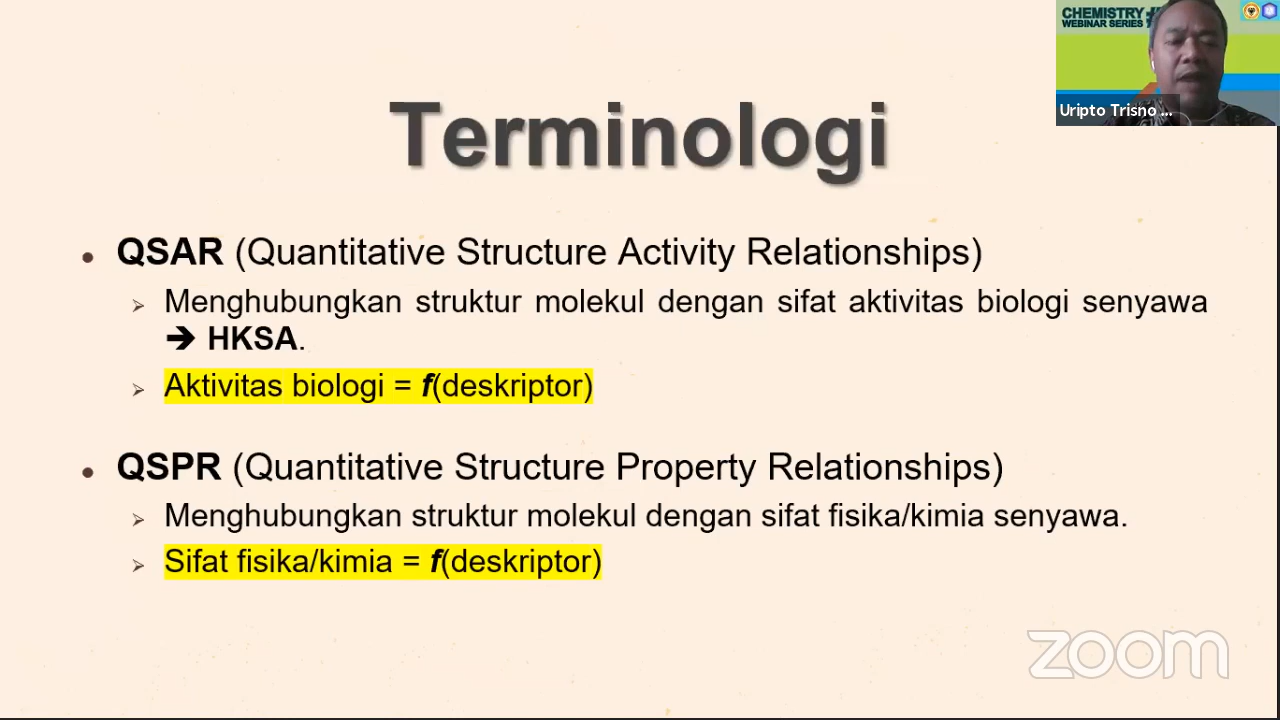 CHEMISTRY
WEBINAR SERIES
Uripto Trisno ...
Terminologi
• QSAR (Quantitative Structure Activity Relationships)
➢ Menghubungkan struktur molekul dengan sifat aktivitas biologi senyawa
➔ HKSA.
➢ Aktivitas biologi = f(deskriptor)
• QSPR (Quantitative Structure Property Relationships)
➢ Menghubungkan struktur molekul dengan sifat fisika/kimia senyawa.
➢ Sifat fisika/kimia = f(deskriptor)
zoom